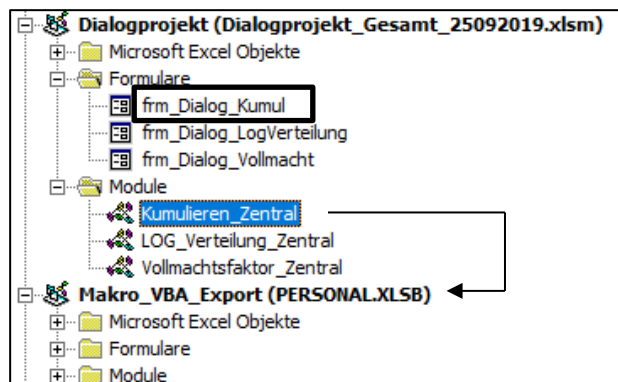 Dialogprojekt (Dialogprojekt_Gesamt_25092019.xlsm)
Microsoft Excel Objekte
Formulare
frm_Dialog_Kumul
frm_Dialog_LogVerteilung
frm_Dialog_Vollmacht
Module
Kumulieren_Zentral
LOG_Verteilung_Zentral
Vollmachtsfaktor_Zentral
Makro_VBA_Export (PERSONAL.XLSB)
Microsoft Excel Objekte
Formulare
Module